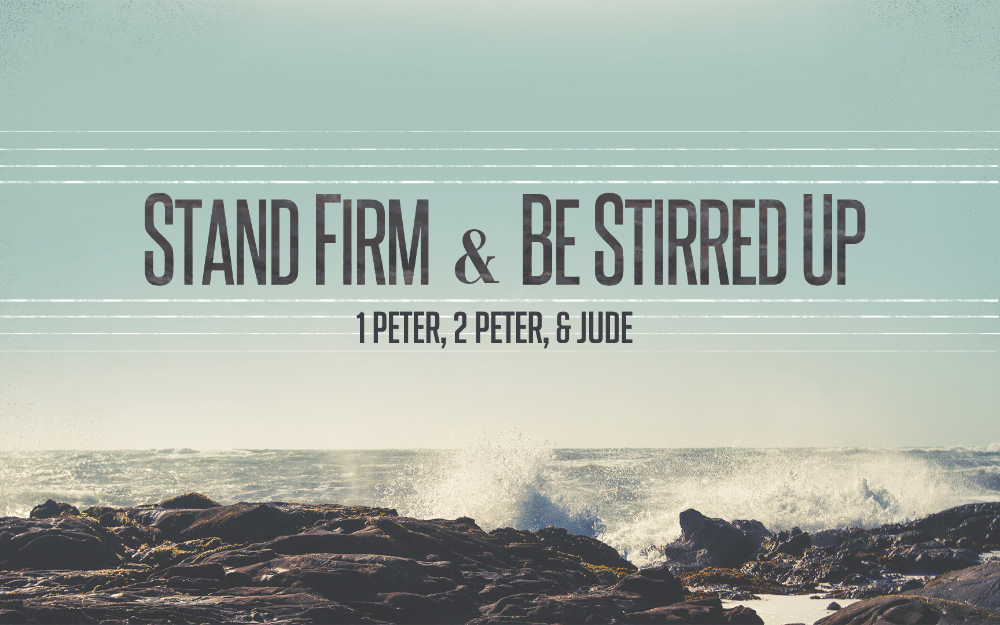 Stand Firm & Be Stirred Up
1 PETER, 2 PETER, & JUDE